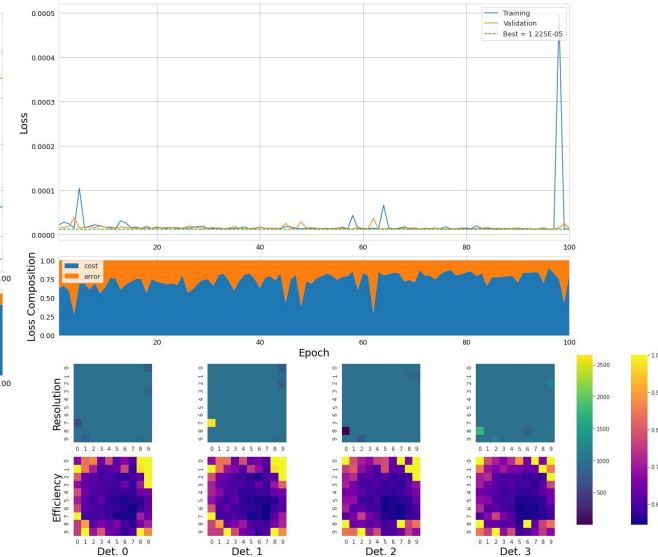 0.0005
0.0004
0.0003
0.0002
0.0001
0.0000
Loss
Training
Validation
Best = 1.225E-05
20 40 60 80 100
1.00
0.75
0.50
0.25
0.00
Loss Composition
cost
error
20 40 60 80 100
Epoch
Resolution
0 1 2 3 4 5 6 7 8 9
0 1 2 3 4 5 6 7 8 9
0 1 2 3 4 5 6 7 8 9
0 1 2 3 4 5 6 7 8 9
Efficiency
0 1 2 3 4 5 6 7 8 9
0 1 2 3 4 5 6 7 8 9
0 1 2 3 4 5 6 7 8 9
0 1 2 3 4 5 6 7 8 9
Det. 0 Det. 1 Det. 2 Det. 3
2500
2000
1500
1000
500